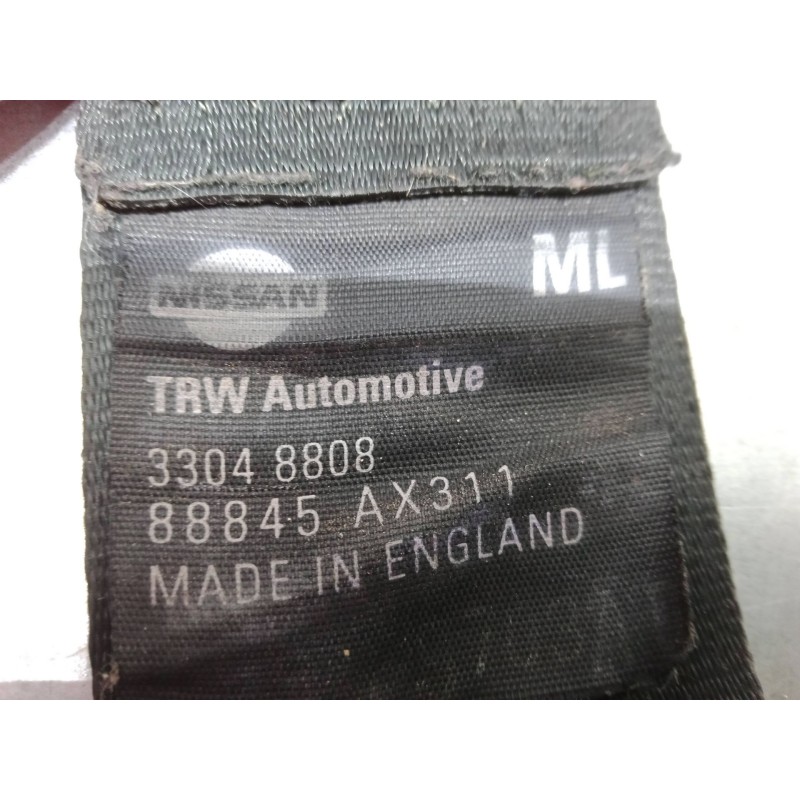 NISSAN
ML
TRW Automotive
3304 8808
88845 AX311
MADE IN ENGLAND